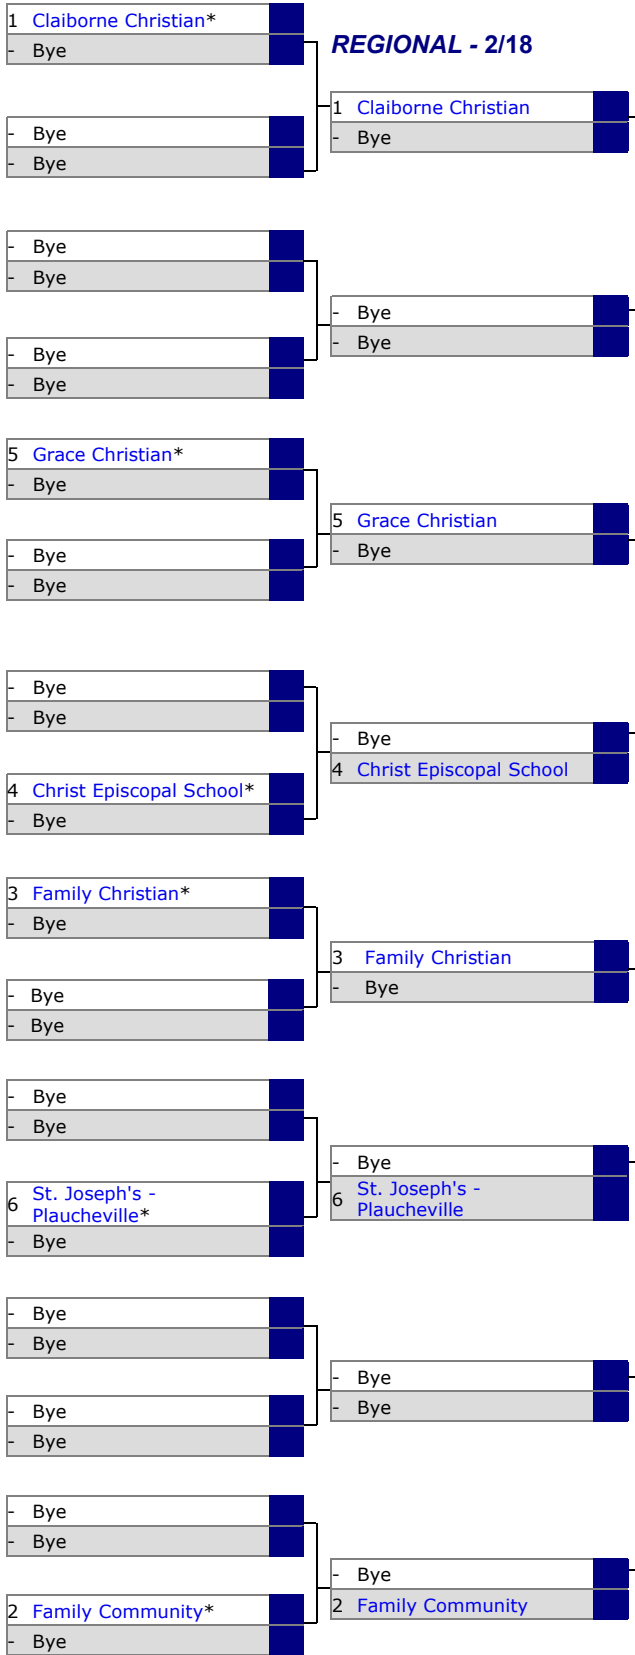 1 Claiborne Christian*
- Bye
- Bye
- Bye
- Bye
- Bye
- Bye
- Bye
5 Grace Christian*
- Bye
- Bye
- Bye
- Bye
- Bye
4 Christ Episcopal School*
- Bye
3 Family Christian*
- Bye
- Bye
- Bye
- Bye
- Bye
6 St. Joseph's -
Plaucheville*
- Bye
- Bye
- Bye
- Bye
- Bye
- Bye
- Bye
2 Family Community*
- Bye
REGIONAL - 2/18
1 Claiborne Christian
- Bye
- Bye
- Bye
5 Grace Christian
- Bye
- Bye
4 Christ Episcopal School
3 Family Christian
- Bye
- Bye
6 St. Joseph's -
Plaucheville
- Bye
- Bye
- Bye
2 Family Community